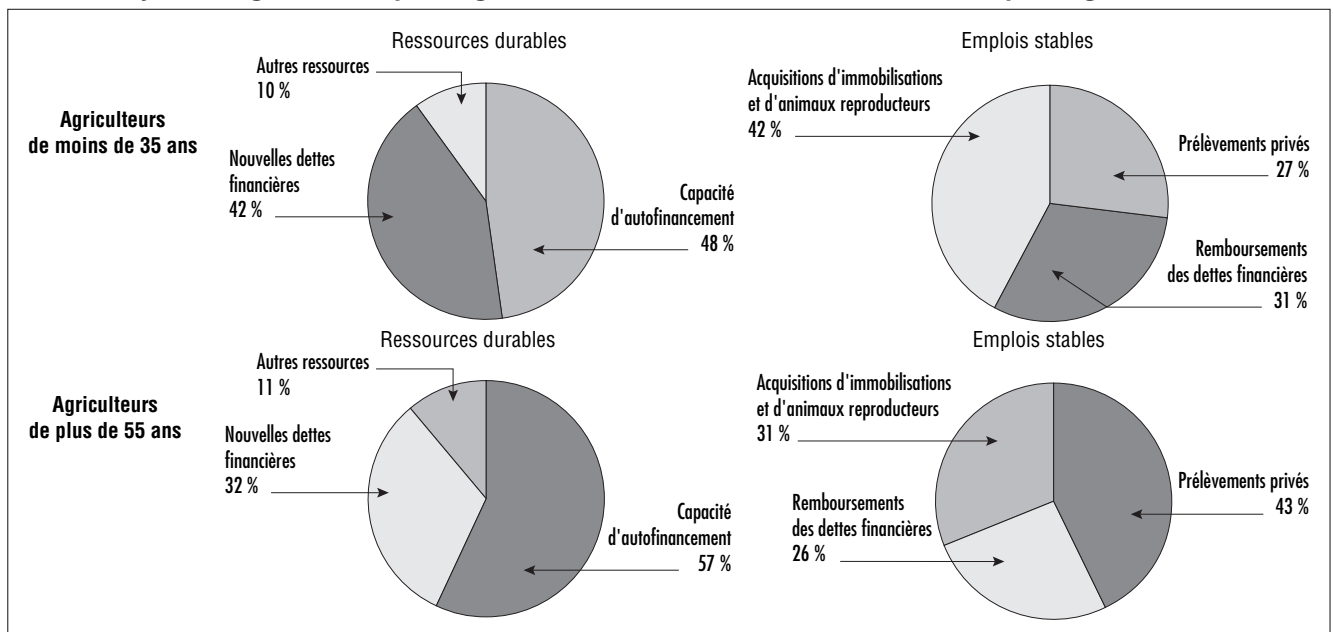 Ressources durables
Emplois stables
Autres ressources
10 %
Acquisitions d'immobilisations
et d'animaux reproducteurs
42 %
Agriculteurs
de moins de 35 ans
Nouvelles dettes
financières
42 %
Prélèvements privés
27 %
Capacité
d'autofinancement
48 %
Remboursements
des dettes financières
31 %
Ressources durables
Emplois stables
Autres ressources
11 %
Acquisitions d'immobilisations
et d'animaux reproducteurs
31 %
Agriculteurs
de plus de 55 ans
Nouvelles dettes
financières
32 %
Prélèvements privés
43 %
Capacité
d'autofinancement
57 %
Remboursements
des dettes financières
26 %